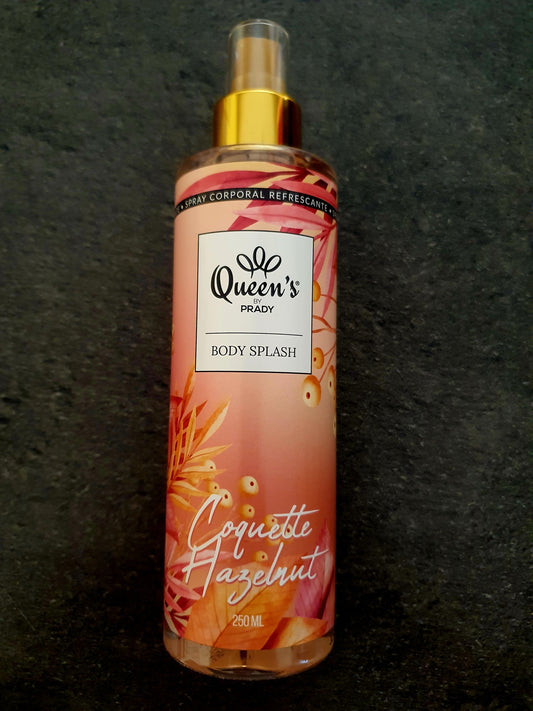 • SPRAY CORPORAL REFRESCANTE •
Queen's®
BY
PRADY
BODY SPLASH
Coquette
Hazelnut
250 ML